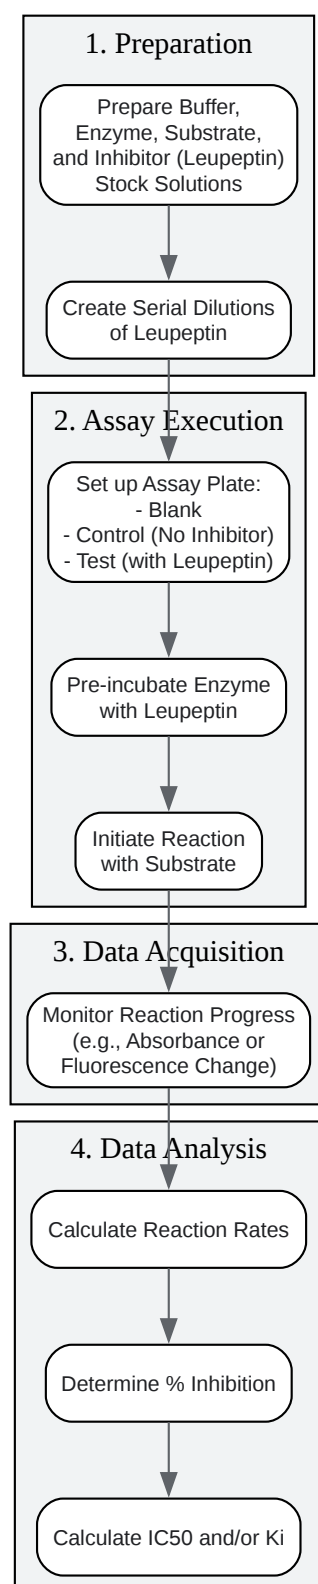 1. Preparation
Prepare Buffer,
Enzyme, Substrate,
and Inhibitor (Leupeptin)
Stock Solutions
Create Serial Dilutions
of Leupeptin
2. Assay Execution
Set up Assay Plate:
- Blank
- Control (No Inhibitor)
- Test (with Leupeptin)
Pre-incubate Enzyme
with Leupeptin
Initiate Reaction
with Substrate
3. Data Acquisition
Monitor Reaction Progress
(e.g., Absorbance or
Fluorescence Change)
4. Data Analysis
Calculate Reaction Rates
Determine % Inhibition
Calculate IC50 and/or Ki